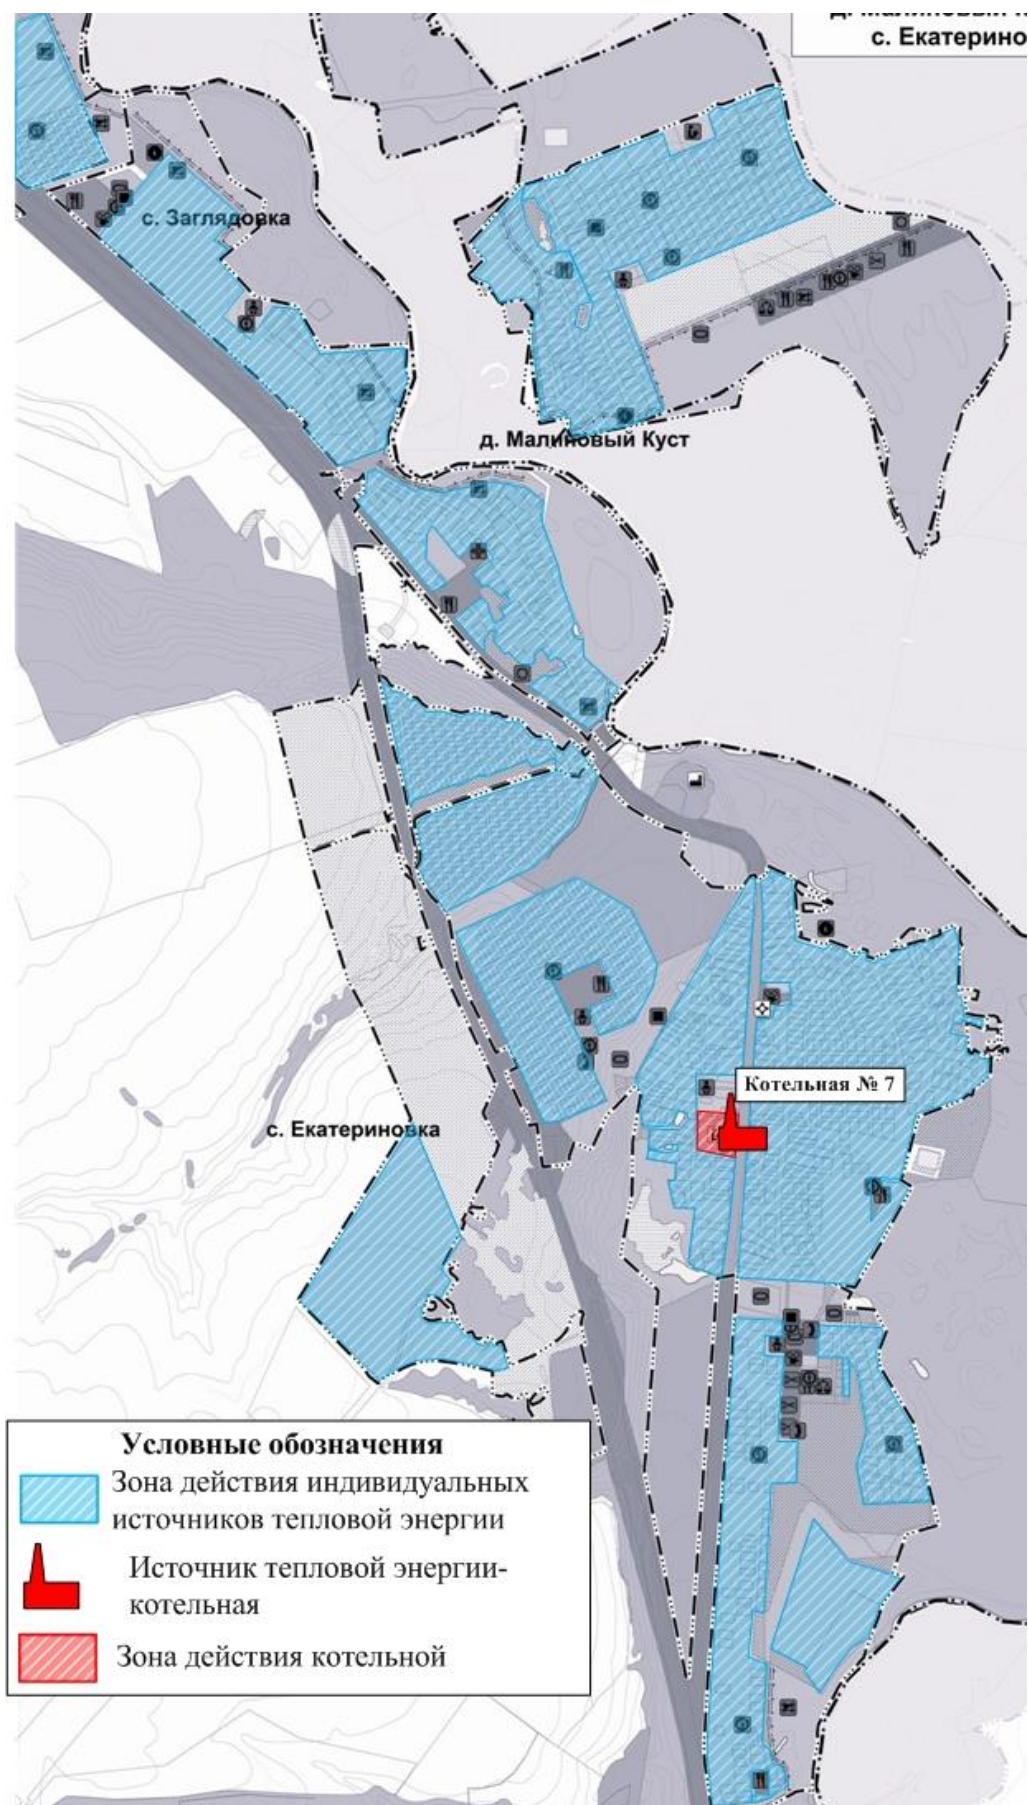 с. Екатерино
с. Заглядовка
д. Малиновый Куст
Котельная № 7
с. Екатериновка
Условные обозначения
Зона действия индивидуальных
источников тепловой энергии
Источник тепловой энергии-
котельная
Зона действия котельной